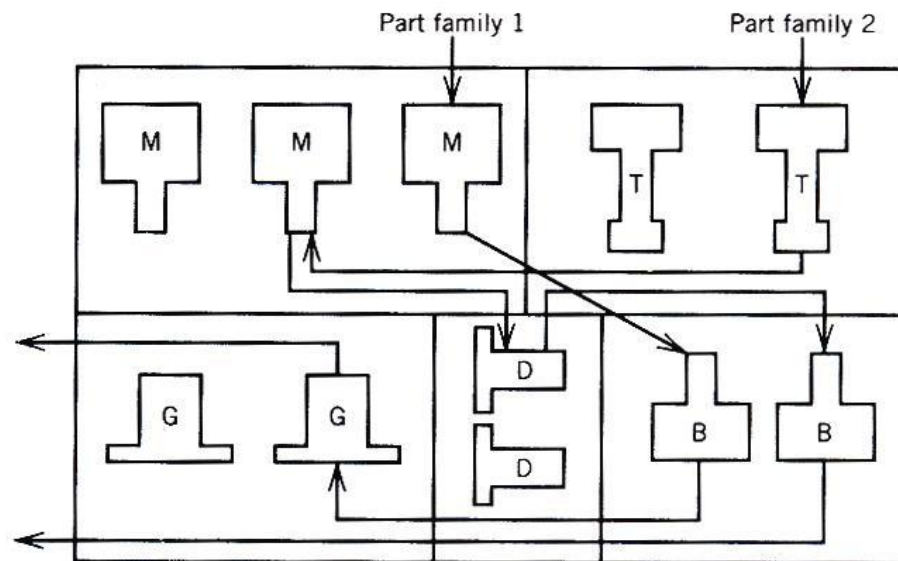 Part family 1 Part family 2
M M M T T
D
G G B B
D